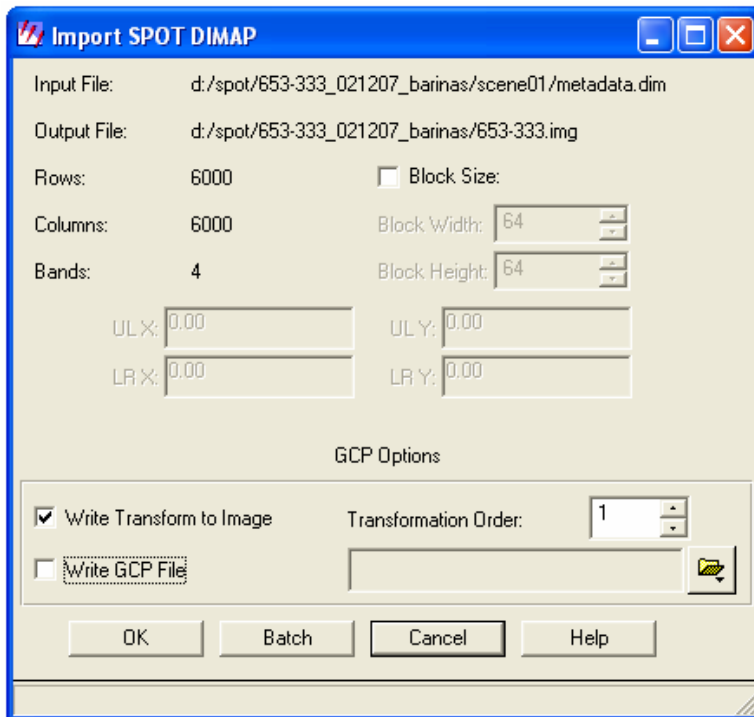 Import SPOT DIMAP
Input File: d:/spot/653-333_021207_barinas/scene01/metadata.dim
Output File: d:/spot/653-333_021207_barinas/653-333.img
Rows: 6000 Block Size:
Columns: 6000 Block Width: 64
Bands: 4 Block Height: 64
UL X: 0.00 UL Y: 0.00
LR X: 0.00 LR Y: 0.00
GCP Options
Write Transform to Image Transformation Order: 1
Write GCP File
OK Batch Cancel Help